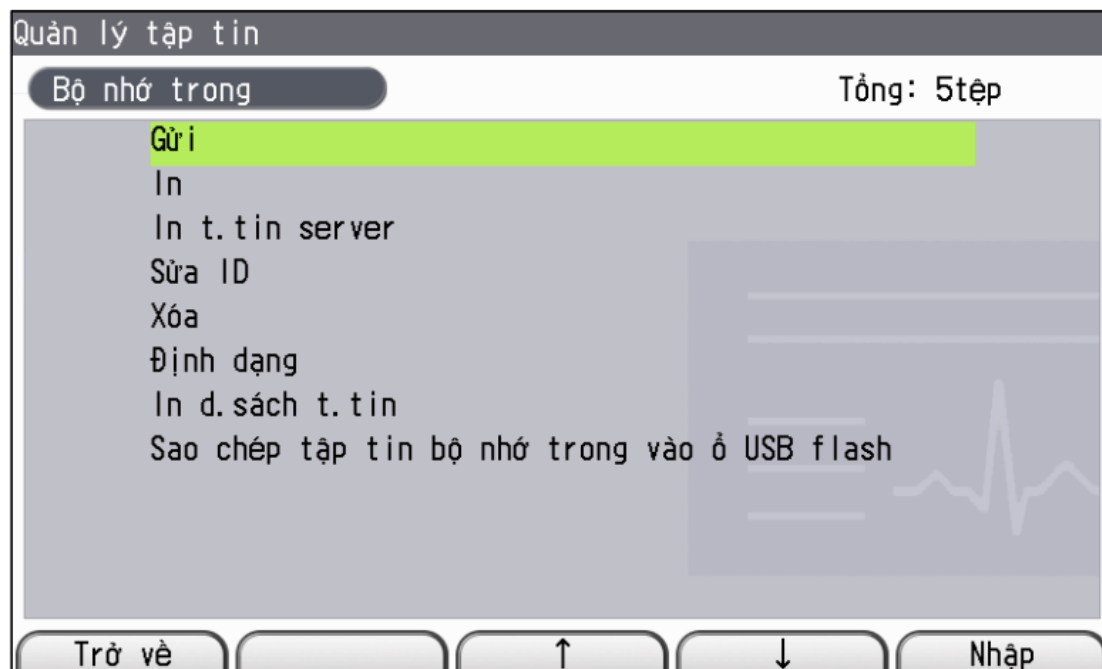 Quản lý tập tin
Bộ nhớ trong Tổng: 5tệp
Gửi
In
In t.tin server
Sửa ID
Xóa
Định dạng
In d.sách t.tin
Sao chép tập tin bộ nhớ trong vào ổ USB flash
Trở về ↑ ↓ Nhập